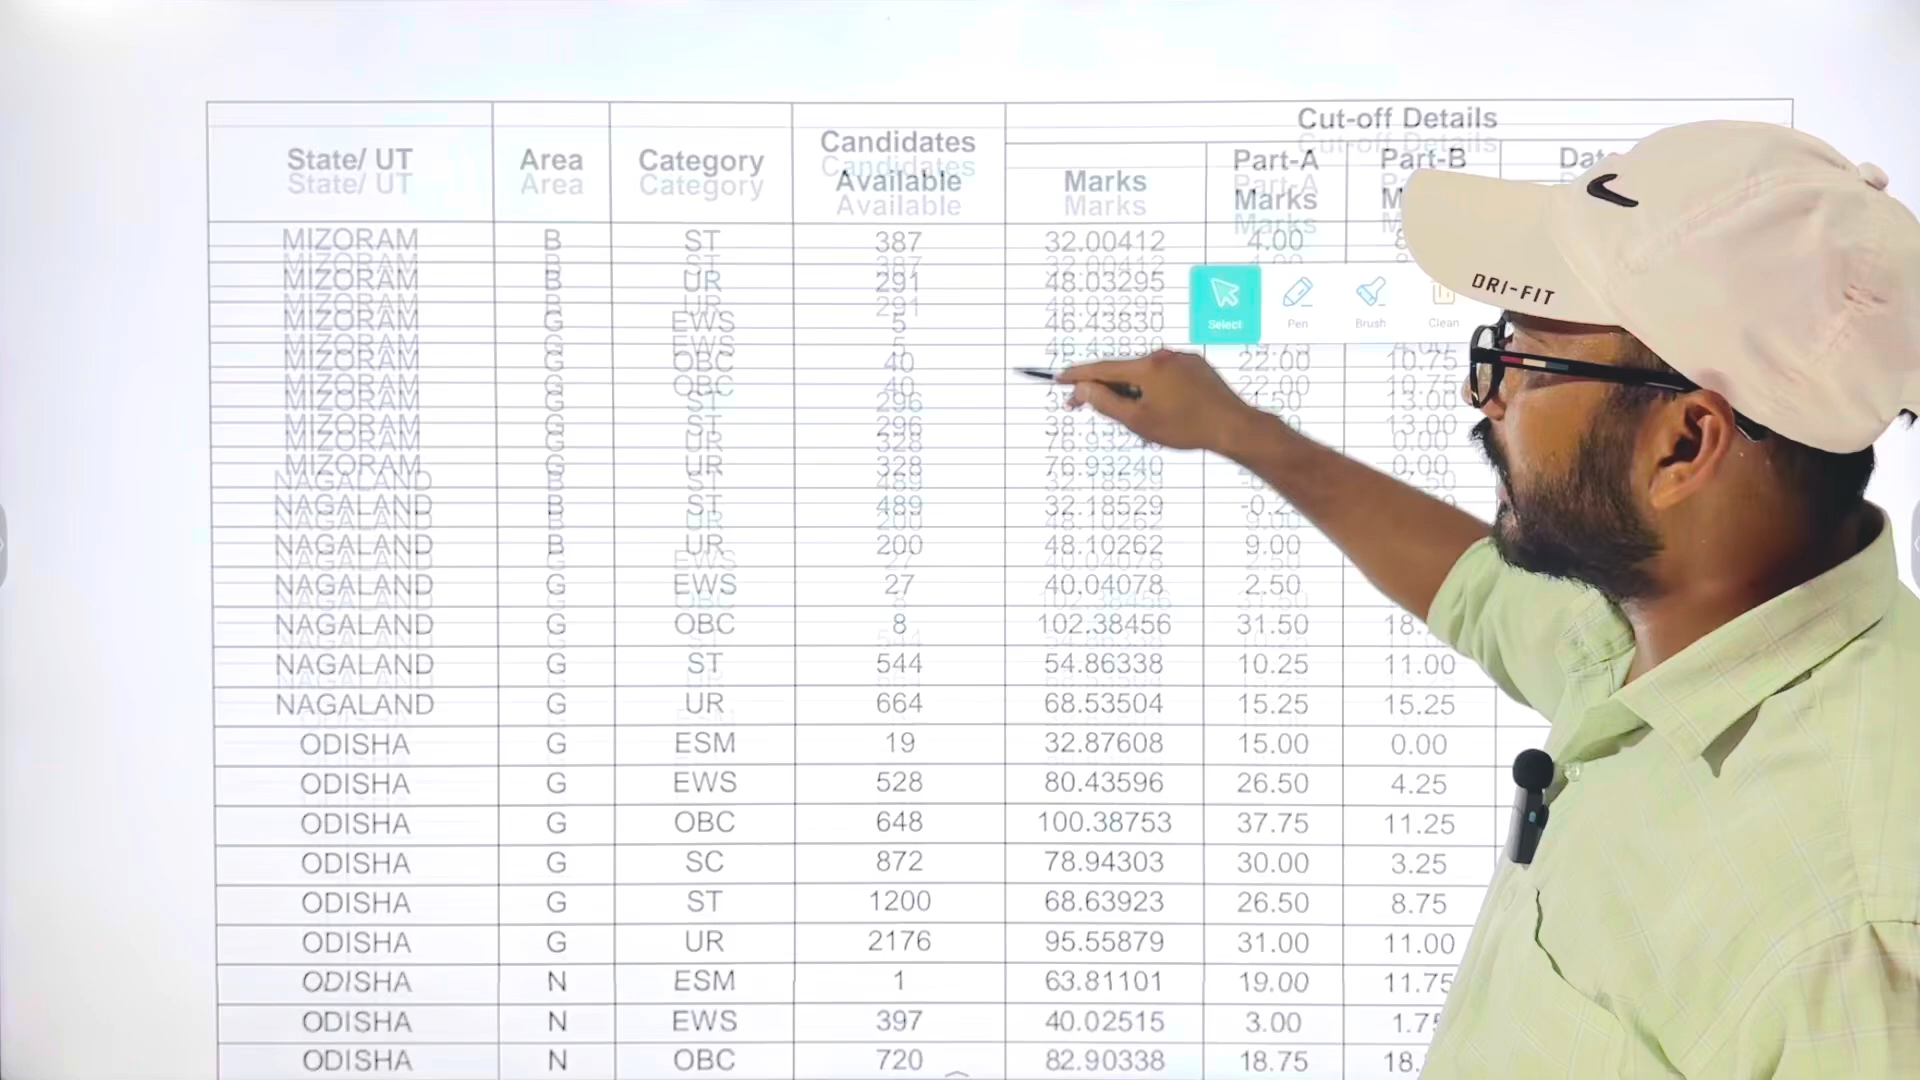 Cut-off Details
State/ UT Area Category Candidates Available Marks Part-A Marks Part-B
MIZORAM B ST 387 32.00412 4.00
MIZORAM B UR 291 48.03295
MIZORAM G EWS 5 46.43830
MIZORAM G OBC 40 22.00 10.75
MIZORAM G ST 296 13.00
MIZORAM G UR 328 76.93240 0.00
NAGALAND B ST 489 32.18529
NAGALAND B UR 200 48.10262 9.00
NAGALAND G EWS 27 40.04078 2.50
NAGALAND G OBC 8 102.38456 31.50
NAGALAND G ST 544 54.86338 10.25 11.00
NAGALAND G UR 664 68.53504 15.25 15.25
ODISHA G ESM 19 32.87608 15.00 0.00
ODISHA G EWS 528 80.43596 26.50 4.25
ODISHA G OBC 648 100.38753 37.75 11.25
ODISHA G SC 872 78.94303 30.00 3.25
ODISHA G ST 1200 68.63923 26.50 8.75
ODISHA G UR 2176 95.55879 31.00 11.00
ODISHA N ESM 1 63.81101 19.00 11.75
ODISHA N EWS 397 40.02515 3.00
ODISHA N OBC 720 82.90338 18.75
Select Pen Brush Clean
DRI-FIT